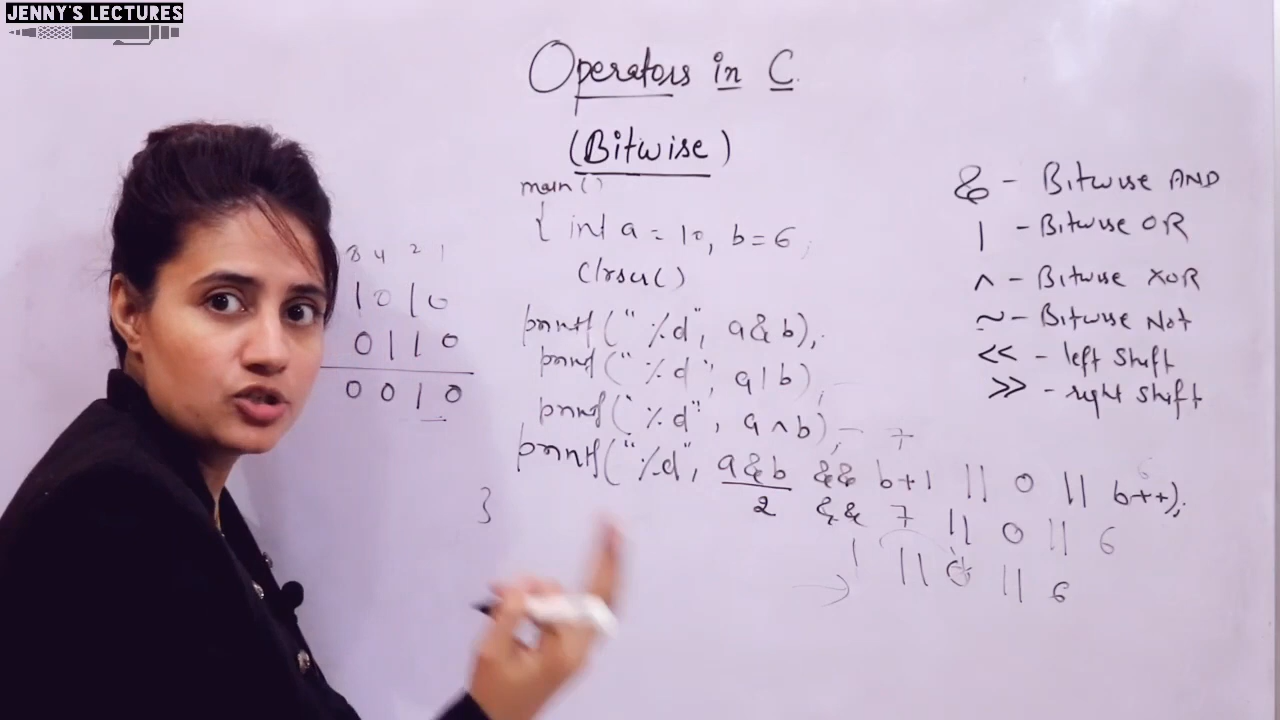 JENNY'S LECTURES
Operators in C.
(Bitwise)
main()
{ int a = 10, b = 6;
clrscr()
printf("%d", a & b);
printf("%d", a | b);
printf("%d", a ^ b);
7
printf("%d", a & b && b+1 || 0 || b++);
2 && 7 || 0 || 6
1 || 0 || 6
}
8 4 2 1
1 0 1 0
0 1 1 0
0 0 1 0
& - Bitwise AND
| - Bitwise OR
^ - Bitwise XOR
~ - Bitwise Not
<< - left Shift
>> - right Shift